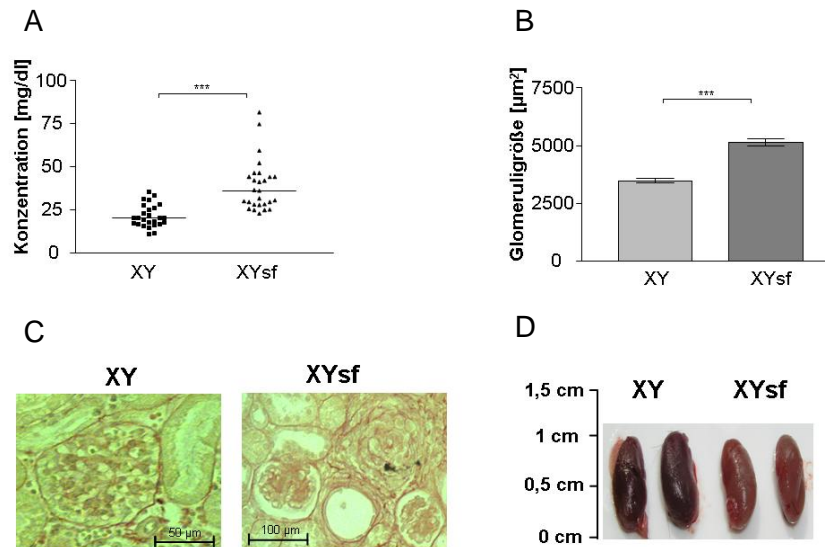 A
Konzentration [mg/dl]
100
75
50
25
0
***
XY
XYsf
B
Glomeruligröße [µm²]
7500
5000
2500
0
***
XY
XYsf
C
XY
XYsf
50 µm
100 µm
D
1,5 cm
1 cm
0,5 cm
0 cm
XY
XYsf